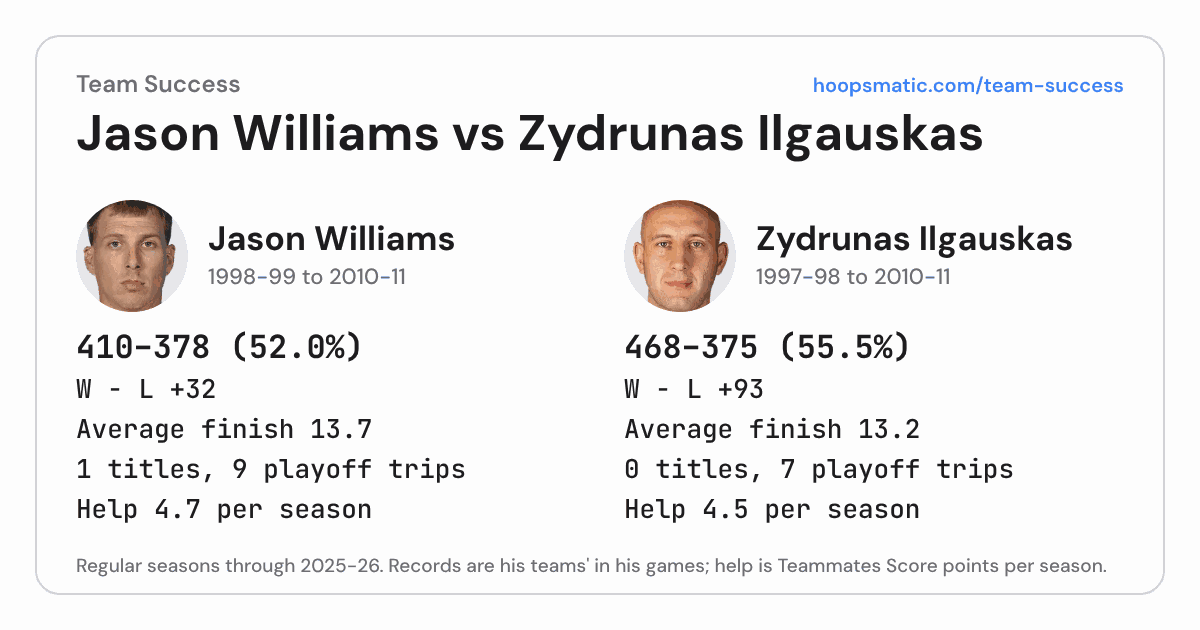 Team Success
hoopsmatic.com/team-success
Jason Williams vs Zydrunas Ilgauskas
Jason Williams
1998-99 to 2010-11
410-378 (52.0%)
W - L +32
Average finish 13.7
1 titles, 9 playoff trips
Help 4.7 per season
Zydrunas Ilgauskas
1997-98 to 2010-11
468-375 (55.5%)
W - L +93
Average finish 13.2
0 titles, 7 playoff trips
Help 4.5 per season
Regular seasons through 2025-26. Records are his teams' in his games; help is Teammates Score points per season.